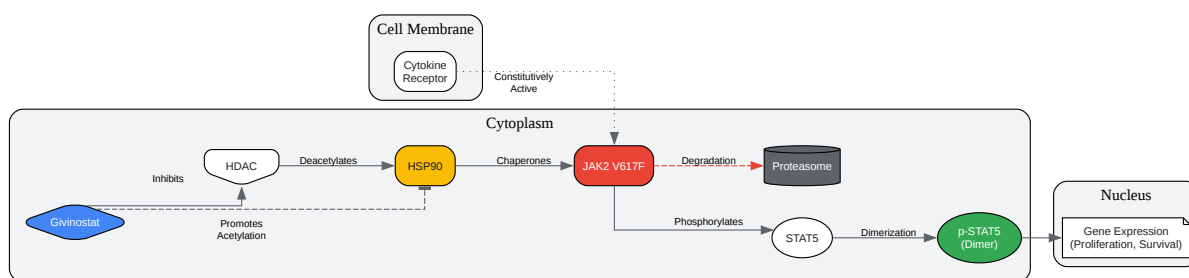 Cell Membrane
Cytokine
Receptor
Constitutively
Active
Cytoplasm
HDAC
Deacetylates
HSP90
Chaperones
JAK2 V617F
Degradation
Proteasome
Inhibits
Givinostat
Promotes
Acetylation
Phosphorylates
STAT5
Dimerization
p-STAT5
(Dimer)
Nucleus
Gene Expression
(Proliferation, Survival)